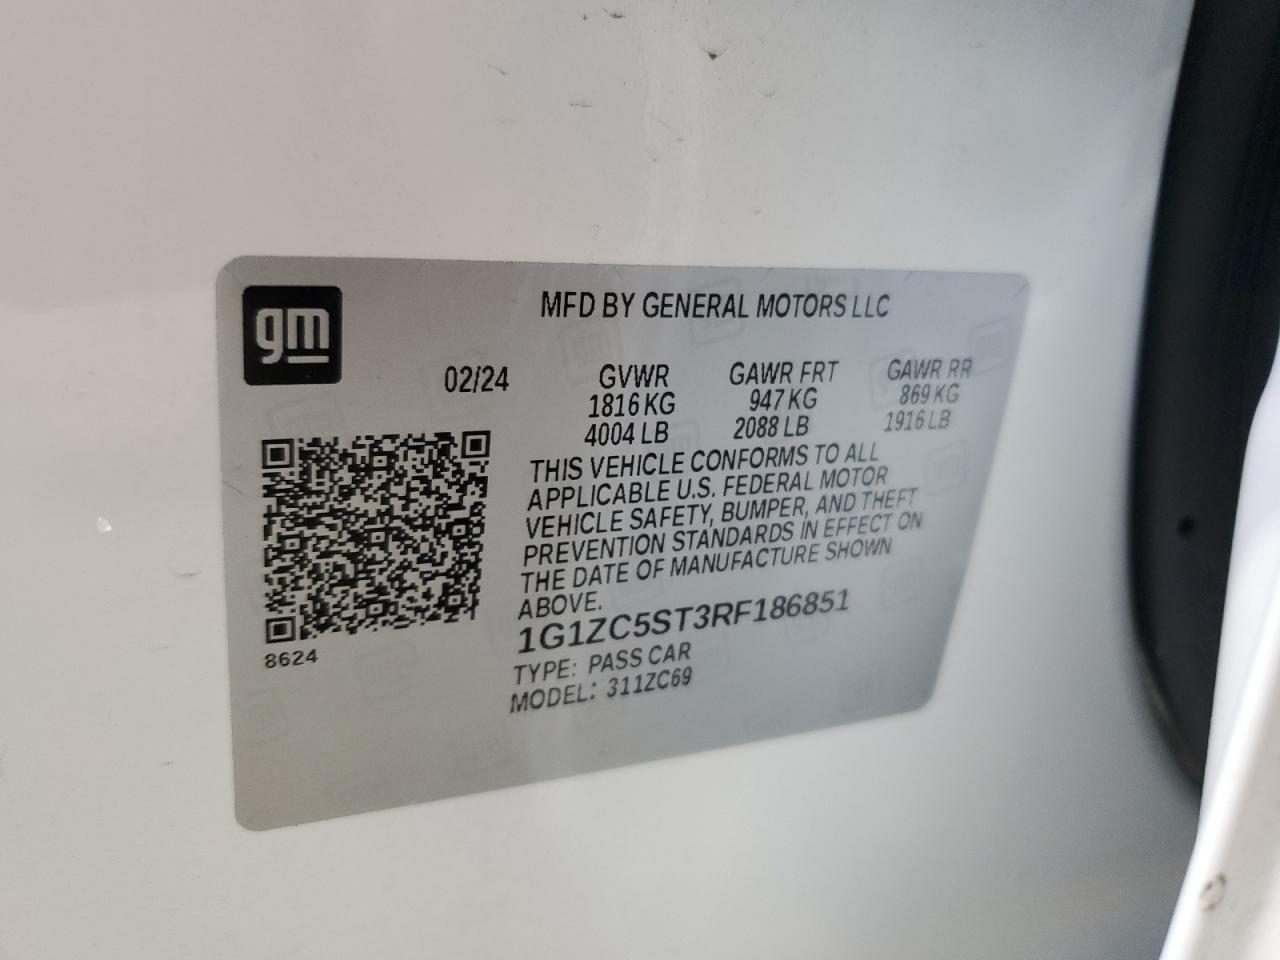 gm
MFD BY GENERAL MOTORS LLC
02/24 GVWR GAWR FRT GAWR RR
1816 KG 947 KG 869 KG
4004 LB 2088 LB 1916 LB
THIS VEHICLE CONFORMS TO ALL
APPLICABLE U.S. FEDERAL MOTOR
VEHICLE SAFETY, BUMPER, AND THEFT
PREVENTION STANDARDS IN EFFECT ON
THE DATE OF MANUFACTURE SHOWN
ABOVE.
1G1ZC5ST3RF186851
8624
TYPE: PASS CAR
MODEL: 311ZC69